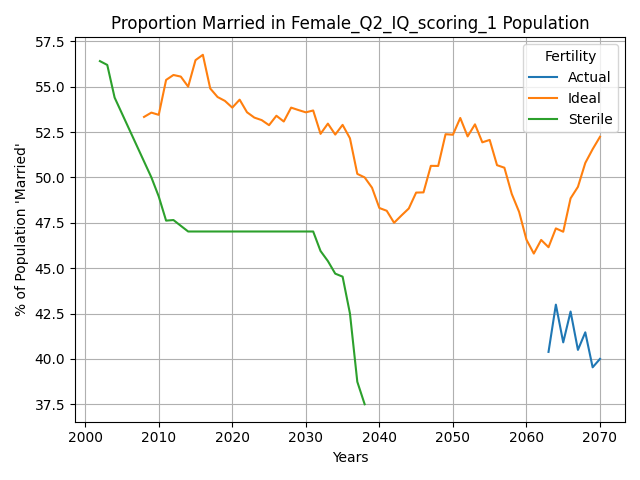 Proportion Married in Female_Q2_IQ_scoring_1 Population
% of Population 'Married'
57.5
55.0
52.5
50.0
47.5
45.0
42.5
40.0
37.5
Fertility
Actual
Ideal
Sterile
2000
2010
2020
2030
2040
2050
2060
2070
Years